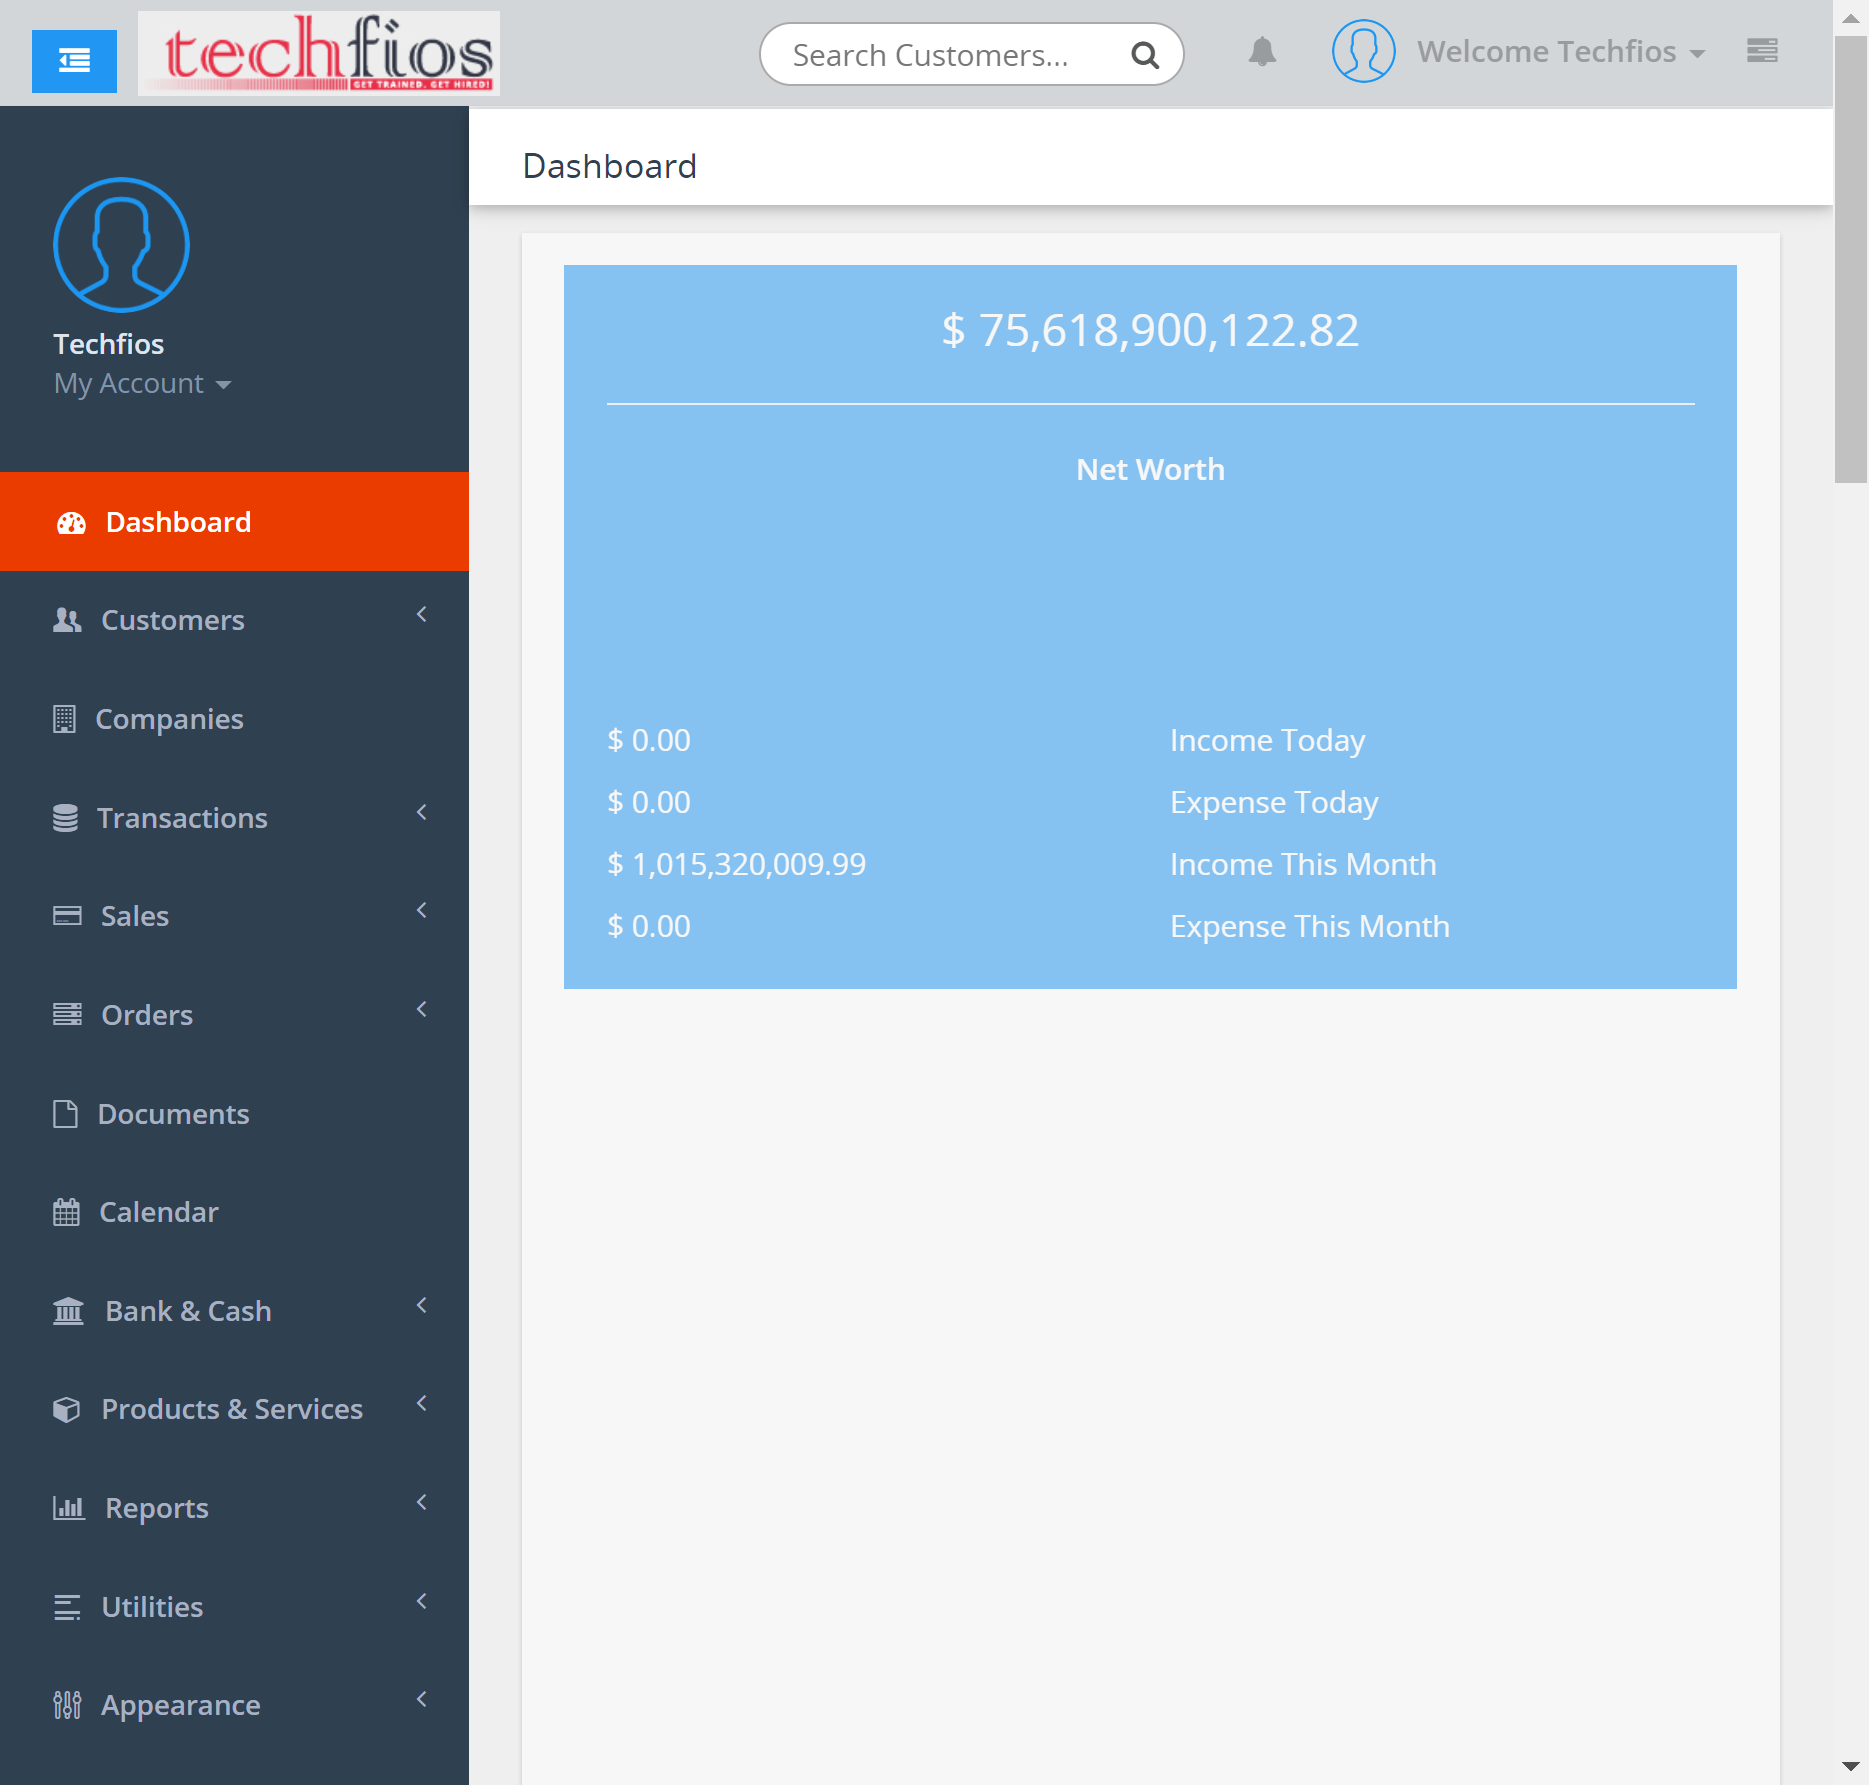 techfios
GET TRAINED. GET HIRED!
Search Customers...
Welcome Techfios
Techfios
My Account
Dashboard
Customers
Companies
Transactions
Sales
Orders
Documents
Calendar
Bank & Cash
Products & Services
Reports
Utilities
Appearance
Dashboard
$ 75,618,900,122.82
Net Worth
$ 0.00 Income Today
$ 0.00 Expense Today
$ 1,015,320,009.99 Income This Month
$ 0.00 Expense This Month